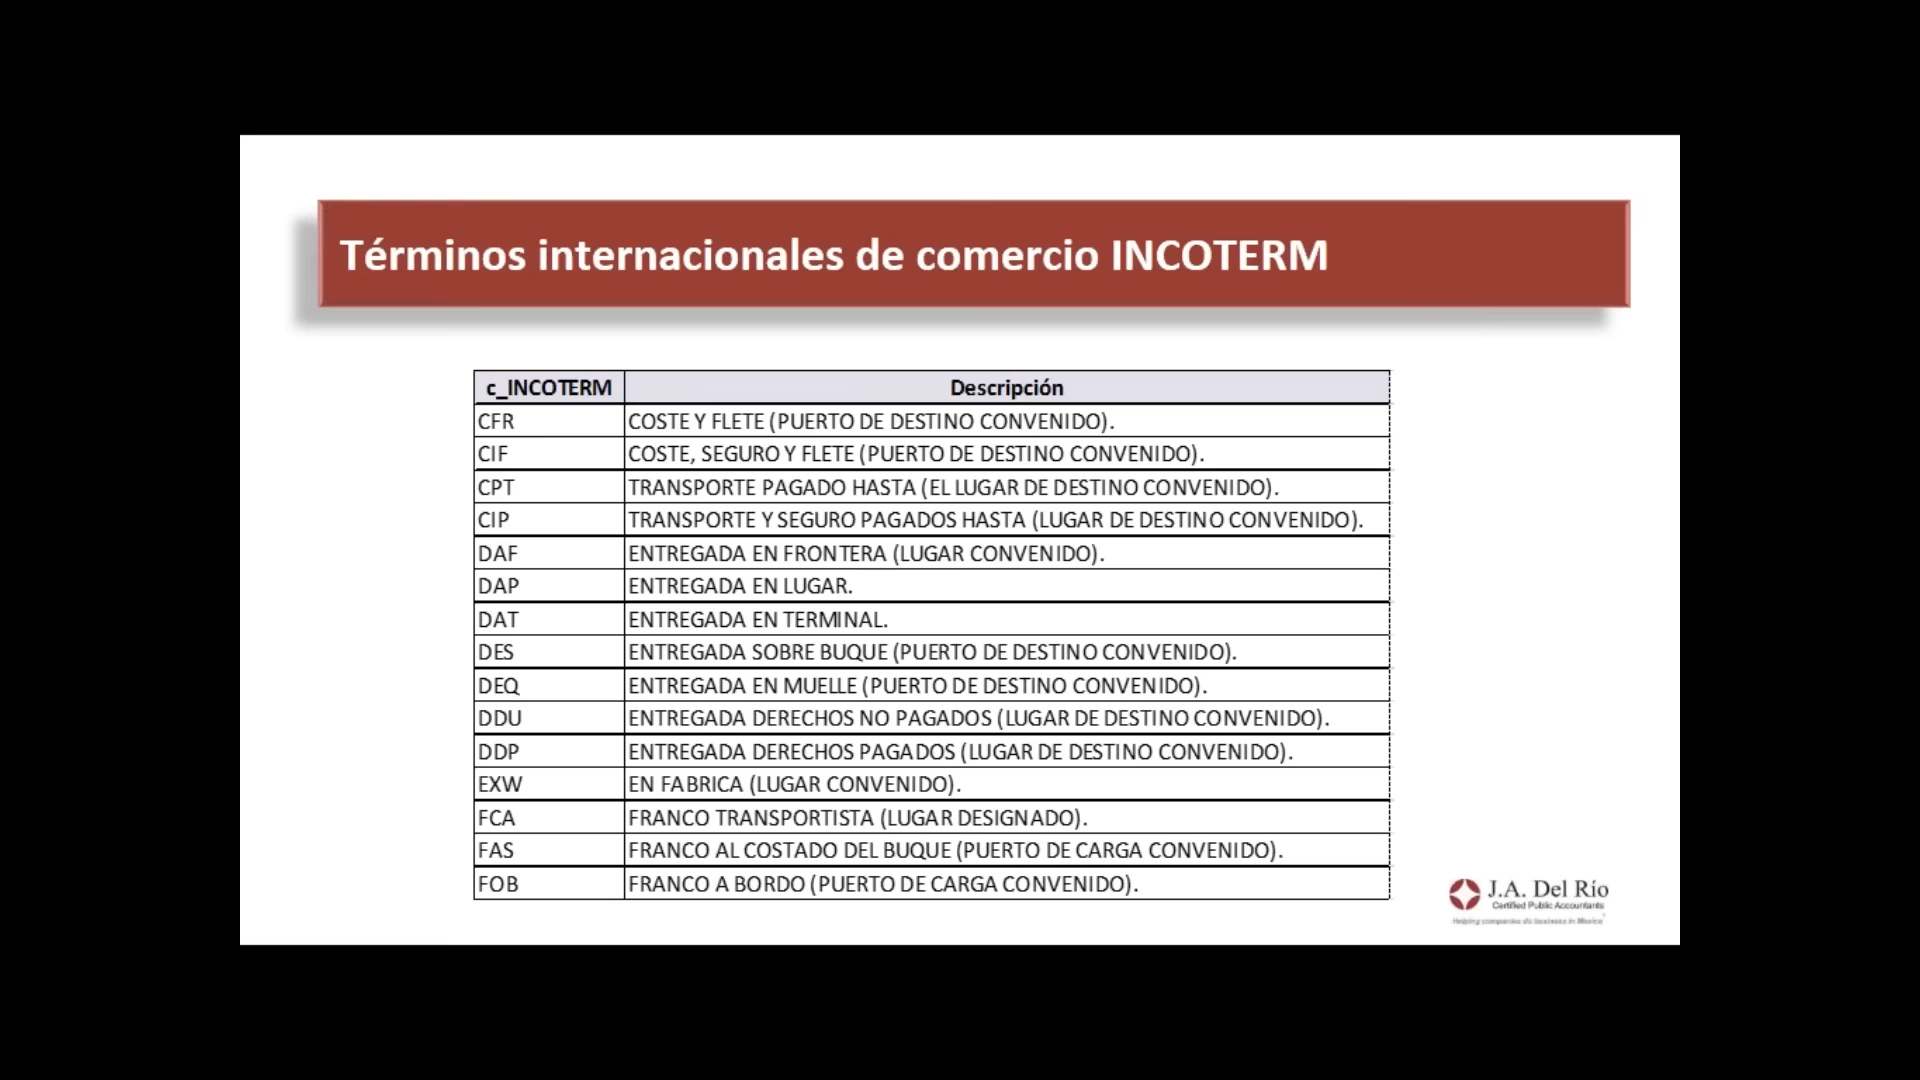 Términos internacionales de comercio INCOTERM
c_INCOTERM Descripción
CFR COSTE Y FLETE (PUERTO DE DESTINO CONVENIDO).
CIF COSTE, SEGURO Y FLETE (PUERTO DE DESTINO CONVENIDO).
CPT TRANSPORTE PAGADO HASTA (EL LUGAR DE DESTINO CONVENIDO).
CIP TRANSPORTE Y SEGURO PAGADOS HASTA (LUGAR DE DESTINO CONVENIDO).
DAF ENTREGADA EN FRONTERA (LUGAR CONVENIDO).
DAP ENTREGADA EN LUGAR.
DAT ENTREGADA EN TERMINAL.
DES ENTREGADA SOBRE BUQUE (PUERTO DE DESTINO CONVENIDO).
DEQ ENTREGADA EN MUELLE (PUERTO DE DESTINO CONVENIDO).
DDU ENTREGADA DERECHOS NO PAGADOS (LUGAR DE DESTINO CONVENIDO).
DDP ENTREGADA DERECHOS PAGADOS (LUGAR DE DESTINO CONVENIDO).
EXW EN FABRICA (LUGAR CONVENIDO).
FCA FRANCO TRANSPORTISTA (LUGAR DESIGNADO).
FAS FRANCO AL COSTADO DEL BUQUE (PUERTO DE CARGA CONVENIDO).
FOB FRANCO A BORDO (PUERTO DE CARGA CONVENIDO).
J.A. Del Río
Certified Public Accountants
Helping companies do business in Mexico